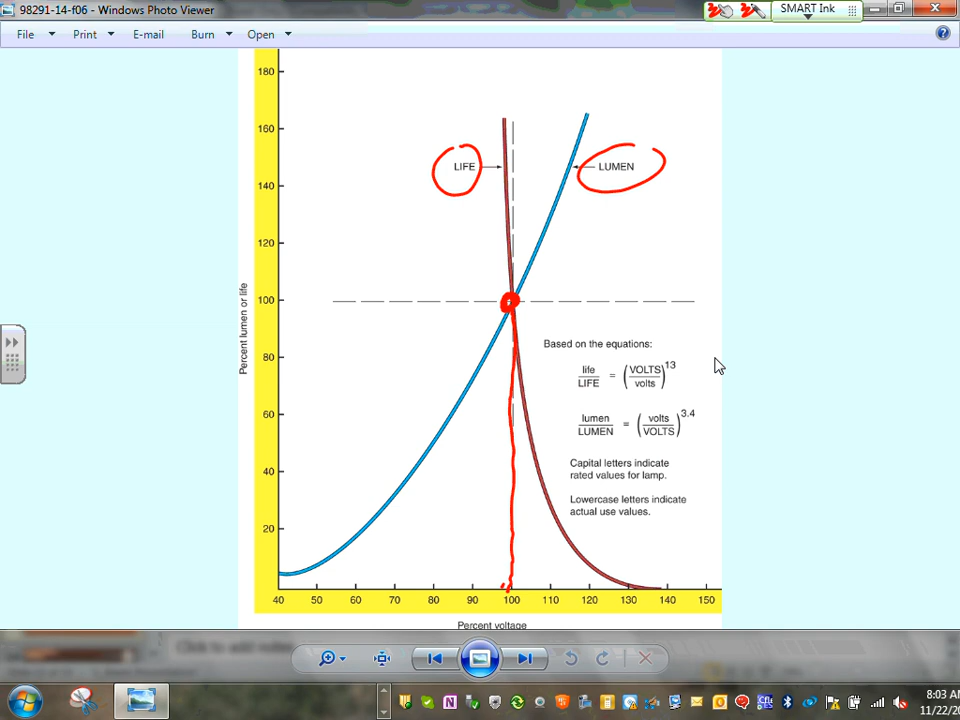 98291-14-f06 - Windows Photo Viewer
SMART Ink
File Print E-mail Burn Open
180
160
LIFE
LUMEN
140
120
100
Percent lumen or life
Based on the equations:
80
life
LIFE
=
(VOLTS
volts)13
60
lumen
LUMEN
=
(volts
VOLTS)3.4
Capital letters indicate
rated values for lamp.
40
Lowercase letters indicate
actual use values.
20
40 50 60 70 80 90 100 110 120 130 140 150
Percent voltage
Click to add notes
8:03 AM
11/22/20